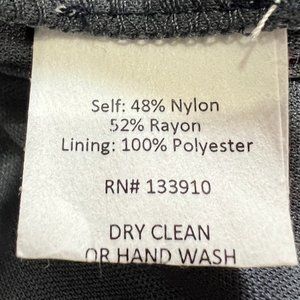 Self: 48% Nylon
52% Rayon
Lining: 100% Polyester
RN# 133910
DRY CLEAN
OR HAND WASH